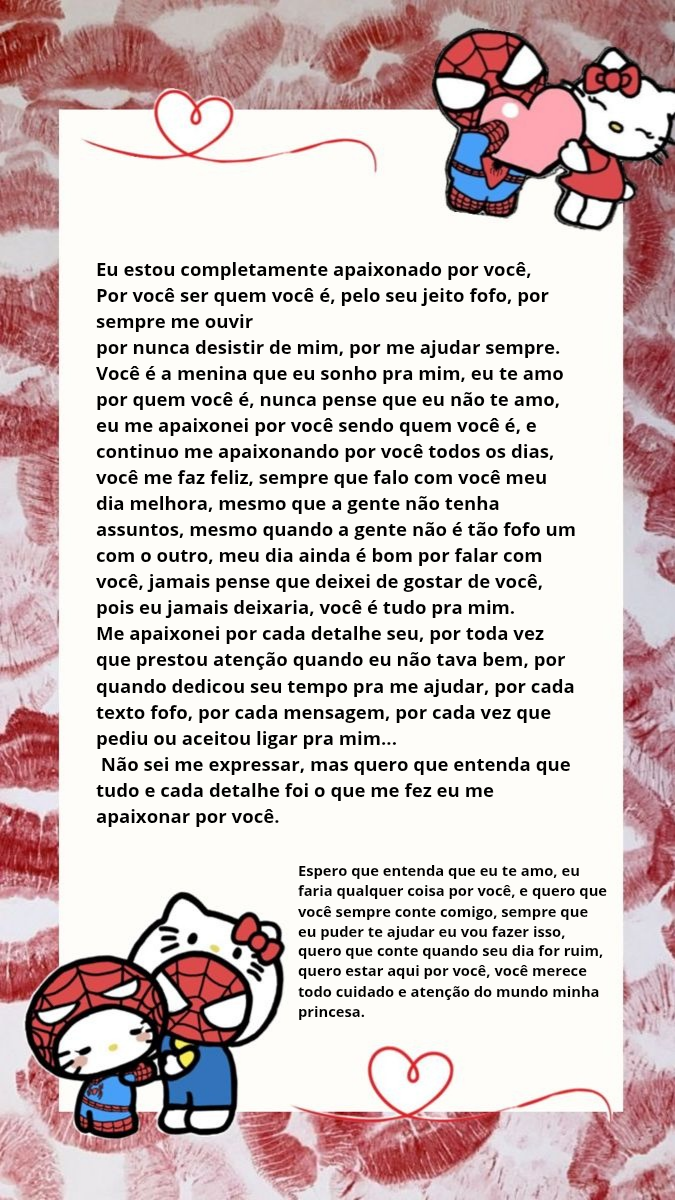 Eu estou completamente apaixonado por você,
Por você ser quem você é, pelo seu jeito fofo, por
sempre me ouvir
por nunca desistir de mim, por me ajudar sempre.
Você é a menina que eu sonho pra mim, eu te amo
por quem você é, nunca pense que eu não te amo,
eu me apaixonei por você sendo quem você é, e
continuo me apaixonando por você todos os dias,
você me faz feliz, sempre que falo com você meu
dia melhora, mesmo que a gente não tenha
assuntos, mesmo quando a gente não é tão fofo um
com o outro, meu dia ainda é bom por falar com
você, jamais pense que deixei de gostar de você,
pois eu jamais deixaria, você é tudo pra mim.
Me apaixonei por cada detalhe seu, por toda vez
que prestou atenção quando eu não tava bem, por
quando dedicou seu tempo pra me ajudar, por cada
texto fofo, por cada mensagem, por cada vez que
pediu ou aceitou ligar pra mim...
Não sei me expressar, mas quero que entenda que
tudo e cada detalhe foi o que me fez eu me
apaixonar por você.
Espero que entenda que eu te amo, eu
faria qualquer coisa por você, e quero que
você sempre conte comigo, sempre que
eu puder te ajudar eu vou fazer isso,
quero que conte quando seu dia for ruim,
quero estar aqui por você, você merece
todo cuidado e atenção do mundo minha
princesa.